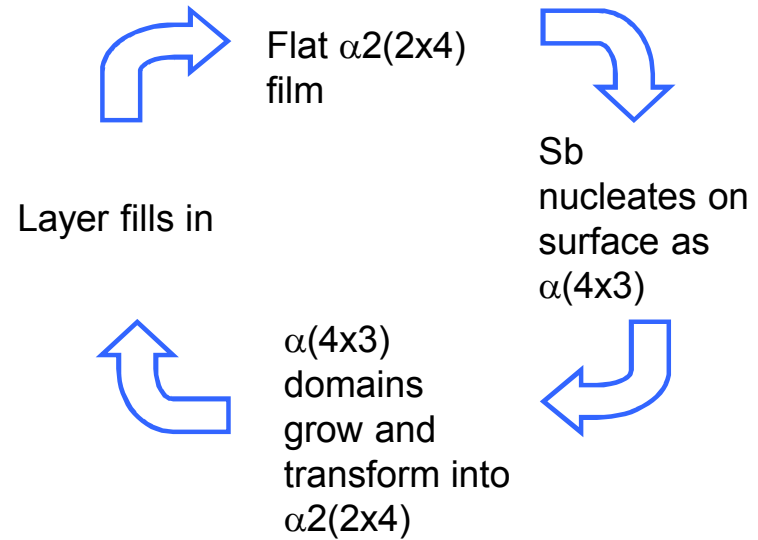 Flat α2(2x4)
film
Sb
nucleates on
surface as
α(4x3)
α(4x3)
domains
grow and
transform into
α2(2x4)
Layer fills in